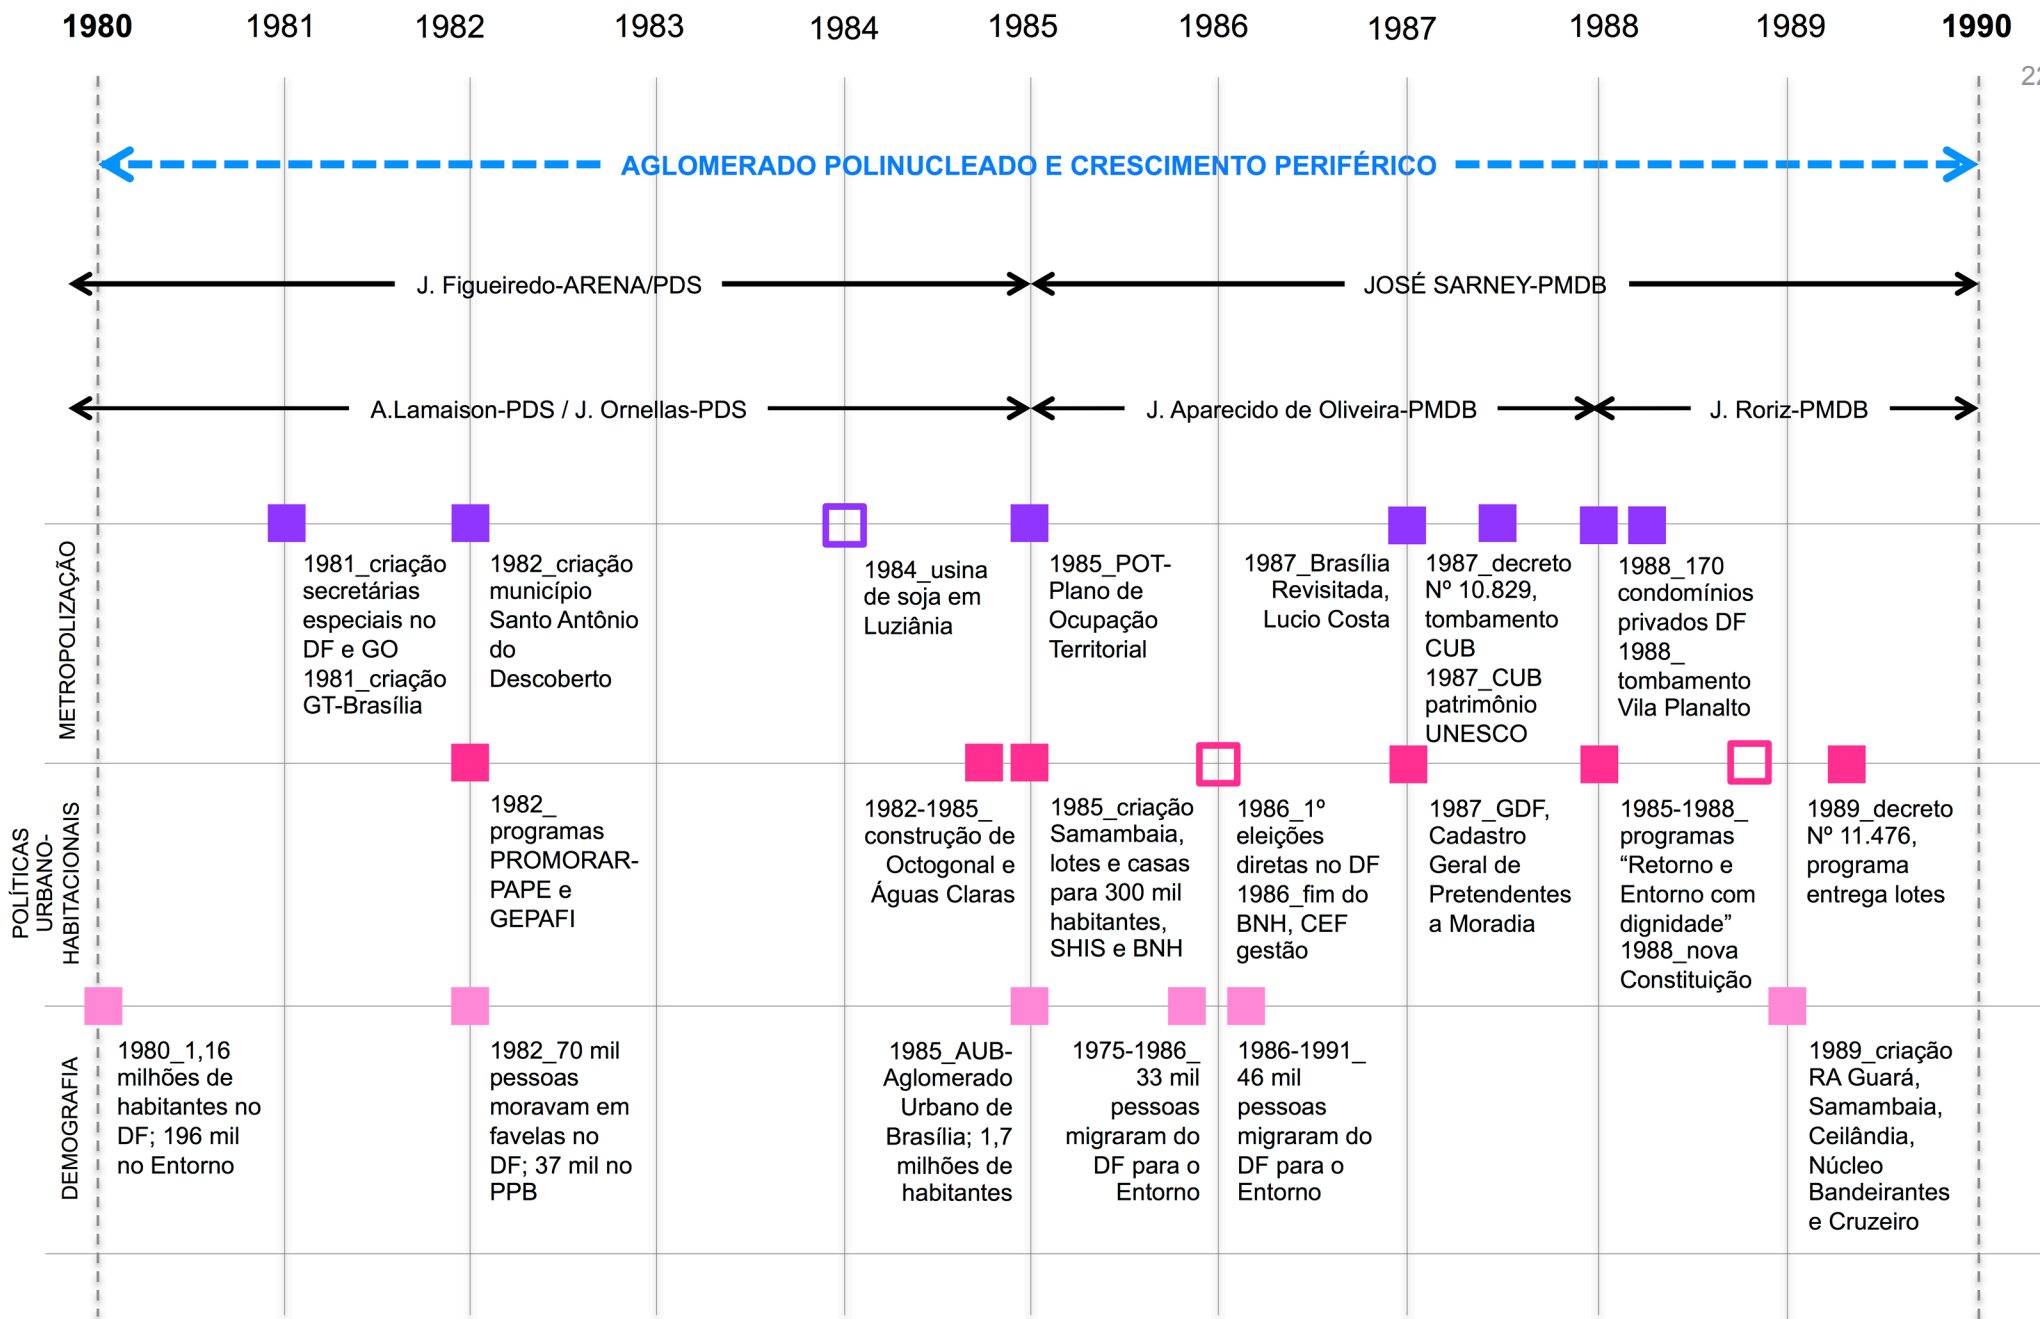 1980 1981 1982 1983 1984 1985 1986 1987 1988 1989 1990
22
AGLOMERADO POLINUCLEADO E CRESCIMENTO PERIFÉRICO
J. Figueiredo-ARENA/PDS
JOSÉ SARNEY-PMDB
A.Lamaison-PDS / J. Ornellas-PDS
J. Aparecido de Oliveira-PMDB
J. Roriz-PMDB
METROPOLIZAÇÃO
1981_criação
secretárias
especiais no
DF e GO
1981_criação
GT-Brasília
1982_criação
município
Santo Antônio
do
Descoberto
1984_usina
de soja em
Luziânia
1985_POT-
Plano de
Ocupação
Territorial
1987_Brasília
Revisitada,
Lucio Costa
1987_decreto
Nº 10.829,
tombamento
CUB
1987_CUB
patrimônio
UNESCO
1988_170
condomínios
privados DF
1988_
tombamento
Vila Planalto
POLÍTICAS
URBANO-
HABITACIONAIS
1982_
programas
PROMORAR-
PAPE e
GEPAFI
1982-1985_
construção de
Octogonal e
Águas Claras
1985_criação
Samambaia,
lotes e casas
para 300 mil
habitantes,
SHIS e BNH
1986_1º
eleições
diretas no DF
1986_fim do
BNH, CEF
gestão
1987_GDF,
Cadastro
Geral de
Pretendentes
a Moradia
1985-1988_
programas
“Retorno e
Entorno com
dignidade”
1988_nova
Constituição
1989_decreto
Nº 11.476,
programa
entrega lotes
DEMOGRAFIA
1980_1,16
milhões de
habitantes no
DF; 196 mil
no Entorno
1982_70 mil
pessoas
moravam em
favelas no
DF; 37 mil no
PPB
1985_AUB-
Aglomerado
Urbano de
Brasília; 1,7
milhões de
habitantes
1975-1986_
33 mil
pessoas
migraram do
DF para o
Entorno
1986-1991_
46 mil
pessoas
migraram do
DF para o
Entorno
1989_criação
RA Guará,
Samambaia,
Ceilândia,
Núcleo
Bandeirantes
e Cruzeiro